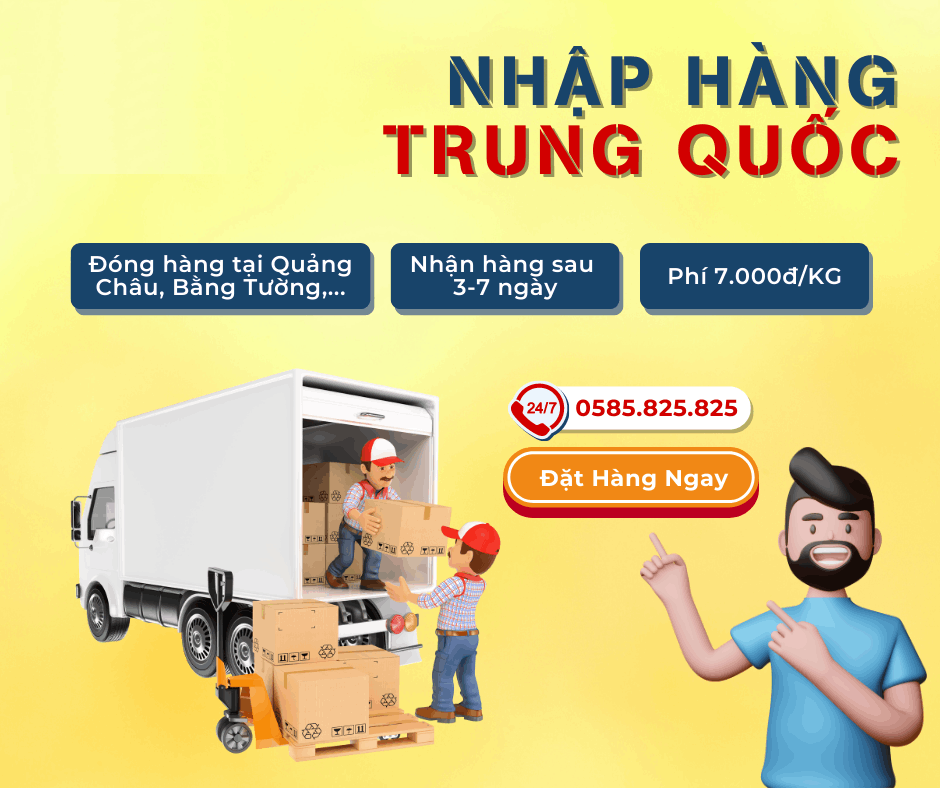 NHẬP HÀNG
TRUNG QUỐC
Đóng hàng tại Quảng
Châu, Bằng Tường,...
Nhận hàng sau
3-7 ngày
Phí 7.000đ/KG
24/7
0585.825.825
Đặt Hàng Ngay